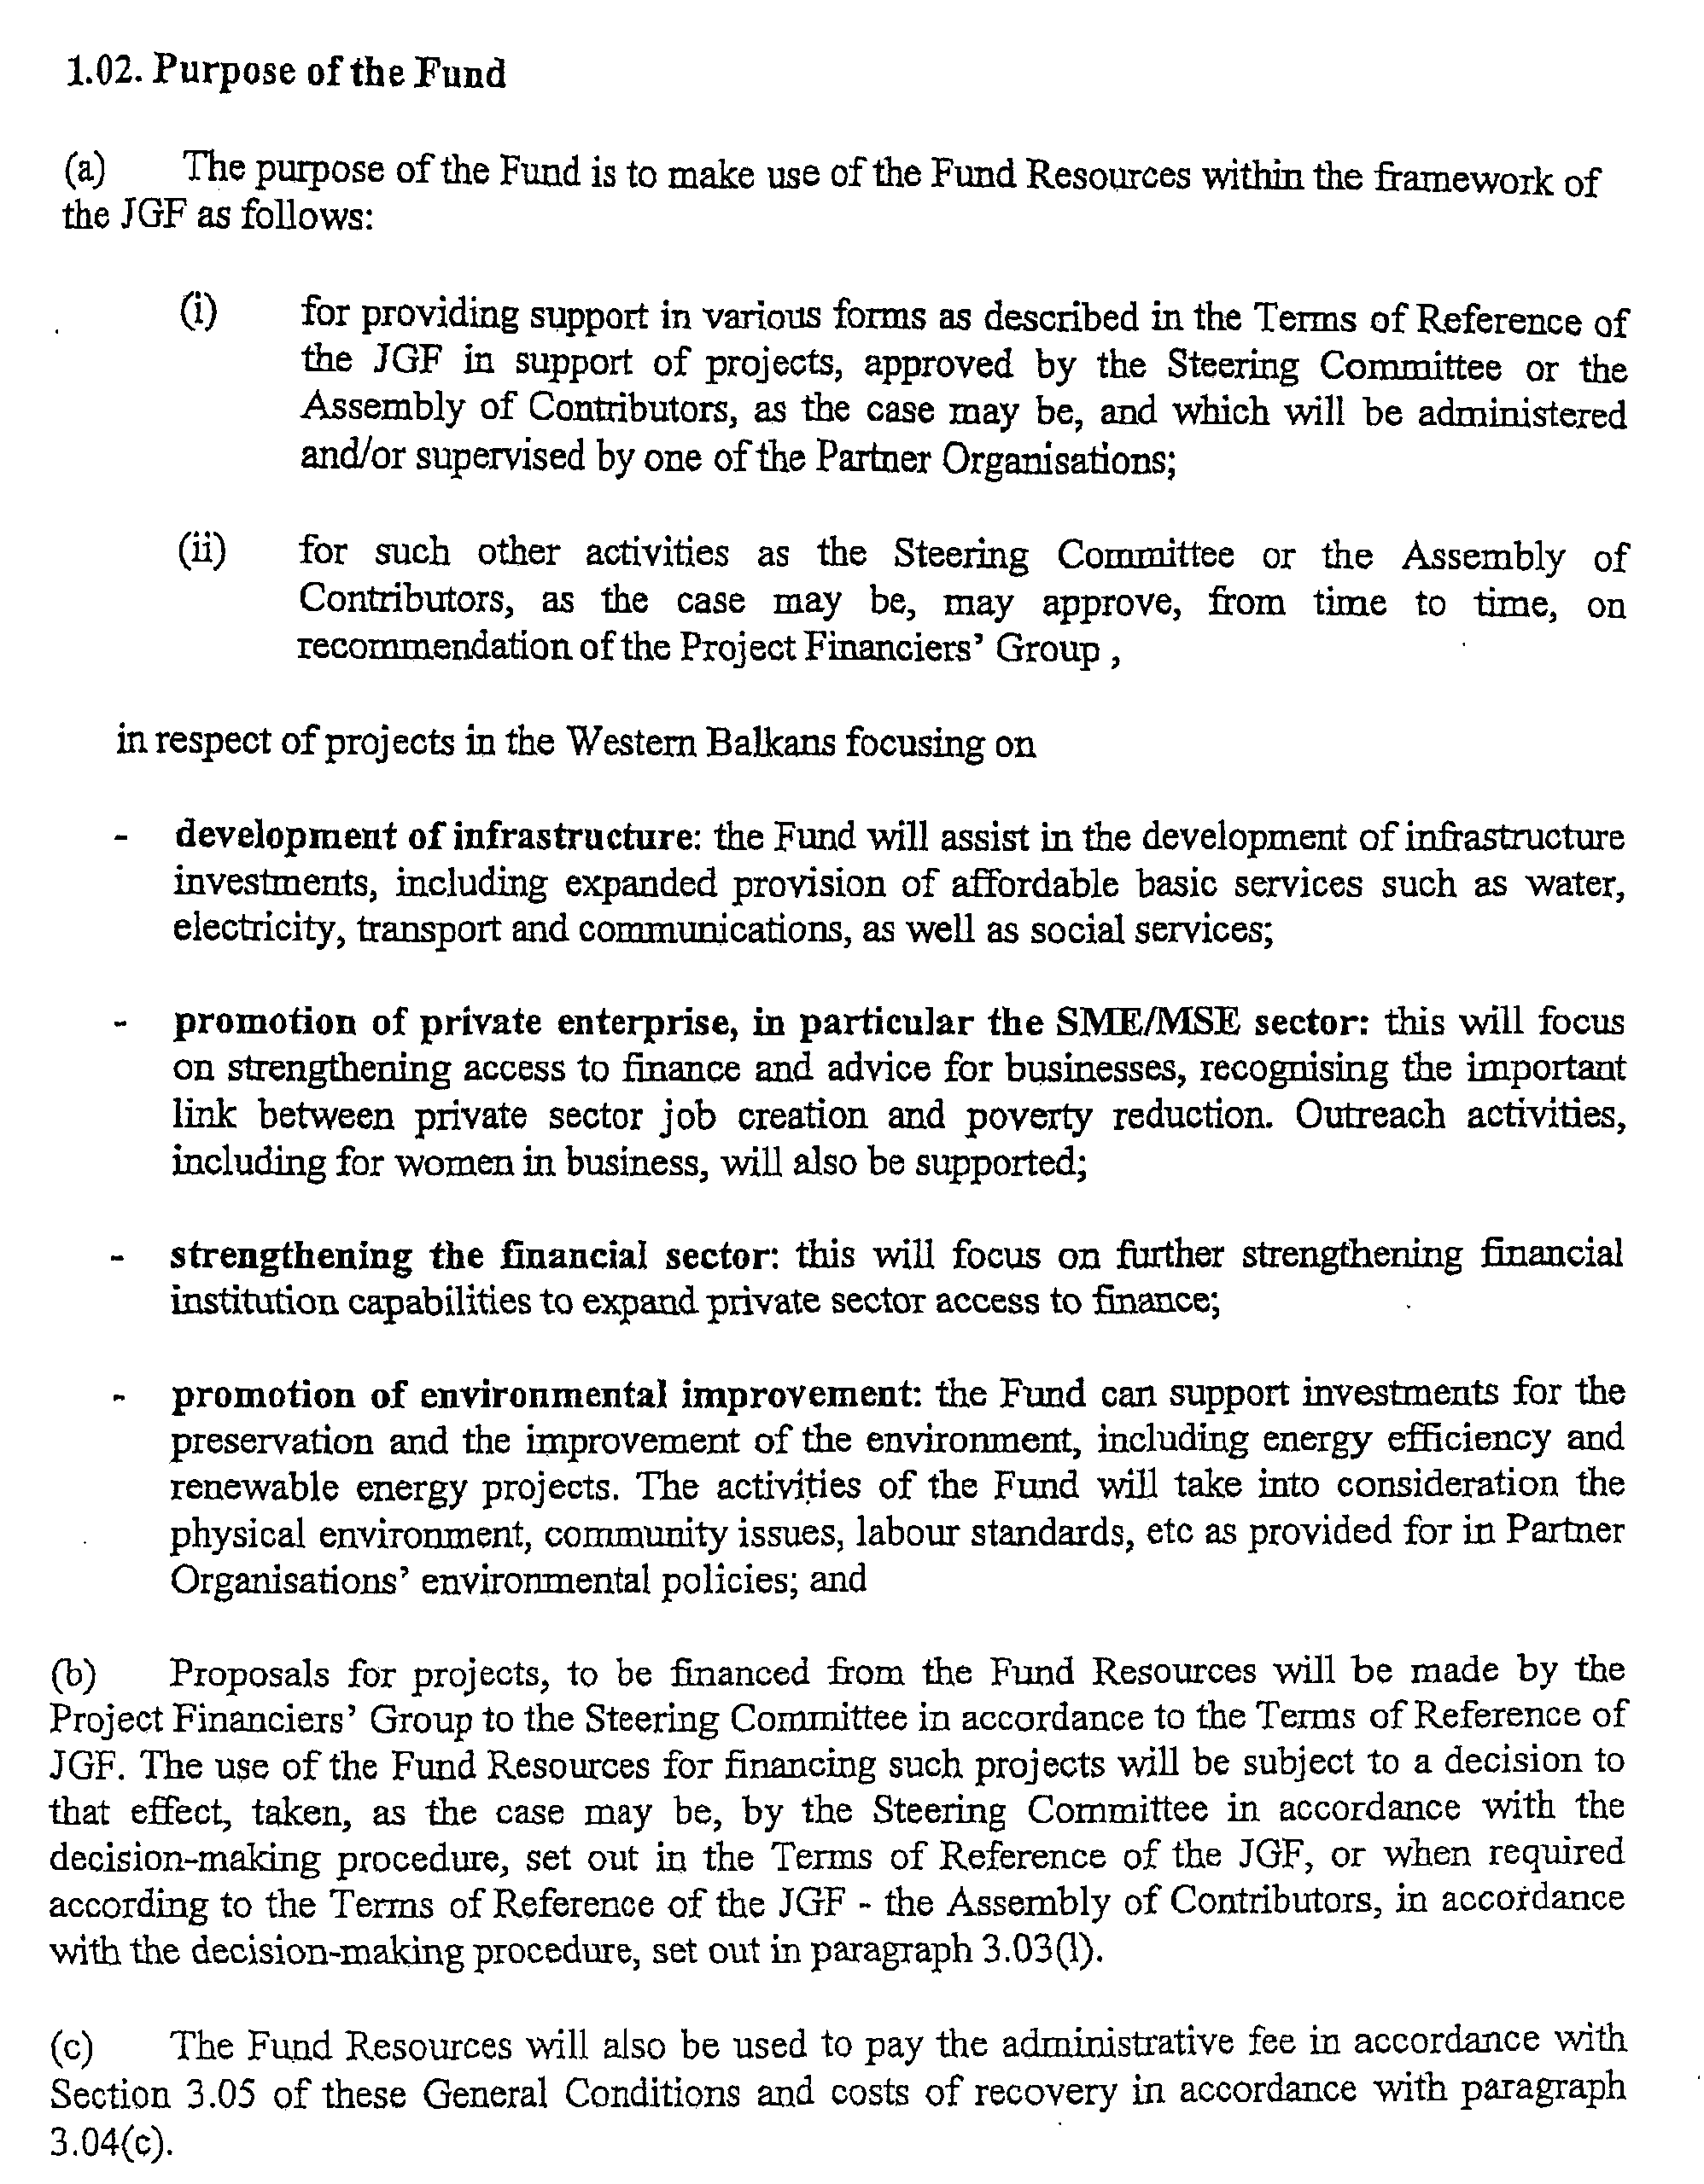 1.02. Purpose of the Fund
(a) The purpose of the Fund is to make use of the Fund Resources within the framework of
the JGF as follows:
(i) for providing support in various forms as described in the Terms of Reference of
the JGF in support of projects, approved by the Steering Committee or the
Assembly of Contributors, as the case may be, and which will be administered
and/or supervised by one of the Partner Organisations;
(ii) for such other activities as the Steering Committee or the Assembly of
Contributors, as the case may be, may approve, from time to time, on
recommendation of the Project Financiers' Group ,
in respect of projects in the Western Balkans focusing on
- development of infrastructure: the Fund will assist in the development of infrastructure
investments, including expanded provision of affordable basic services such as water,
electricity, transport and communications, as well as social services;
- promotion of private enterprise, in particular the SME/MSE sector: this will focus
on strengthening access to finance and advice for businesses, recognising the important
link between private sector job creation and poverty reduction. Outreach activities,
including for women in business, will also be supported;
- strengthening the financial sector: this will focus on further strengthening financial
institution capabilities to expand private sector access to finance;
- promotion of environmental improvement: the Fund can support investments for the
preservation and the improvement of the environment, including energy efficiency and
renewable energy projects. The activities of the Fund will take into consideration the
physical environment, community issues, labour standards, etc as provided for in Partner
Organisations' environmental policies; and
(b) Proposals for projects, to be financed from the Fund Resources will be made by the
Project Financiers' Group to the Steering Committee in accordance to the Terms of Reference of
JGF. The use of the Fund Resources for financing such projects will be subject to a decision to
that effect, taken, as the case may be, by the Steering Committee in accordance with the
decision-making procedure, set out in the Terms of Reference of the JGF, or when required
according to the Terms of Reference of the JGF - the Assembly of Contributors, in accordance
with the decision-making procedure, set out in paragraph 3.03(l).
(c) The Fund Resources will also be used to pay the administrative fee in accordance with
Section 3.05 of these General Conditions and costs of recovery in accordance with paragraph
3.04(c).